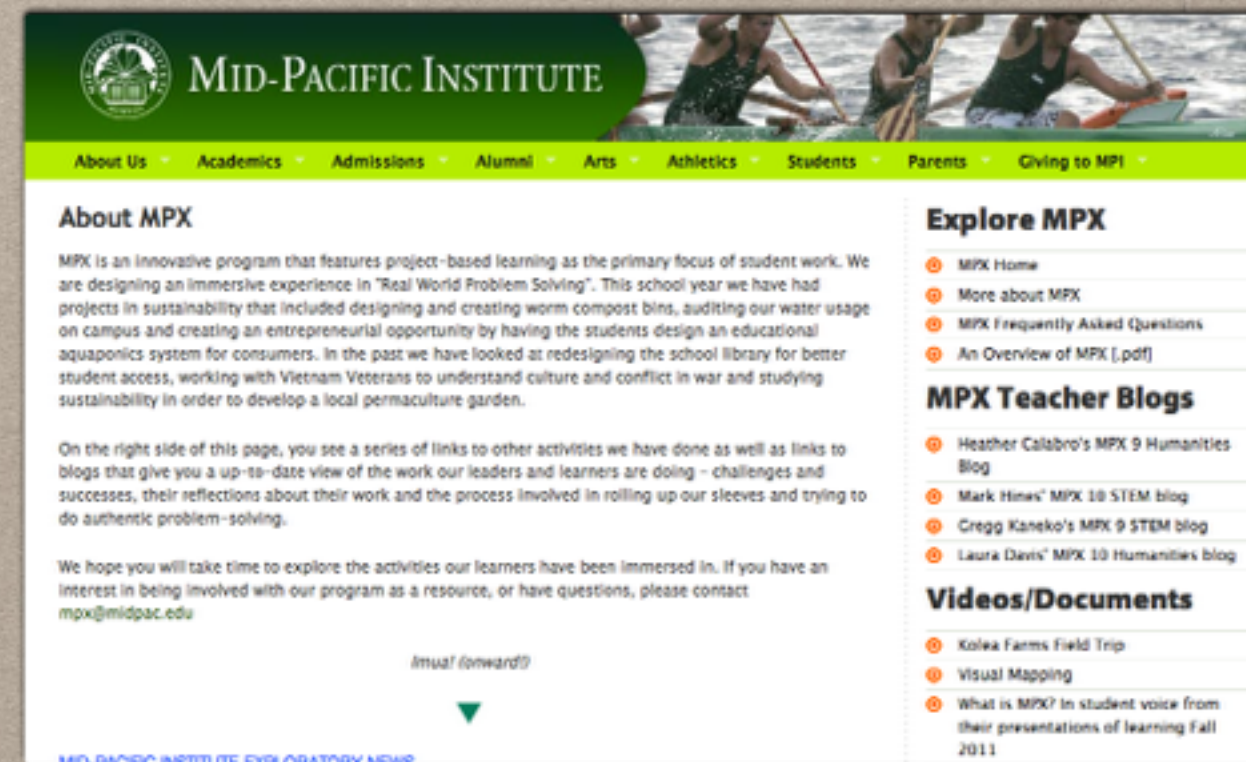 MID-PACIFIC INSTITUTE
About Us
Academics
Admissions
Alumni
Arts
Athletics
Students
Parents
Giving to MPI
About MPX
MPX is an innovative program that features project-based learning as the primary focus of student work. We
are designing an immersive experience in "Real World Problem Solving". This school year we have had
projects in sustainability that included designing and creating worm compost bins, auditing our water usage
on campus and creating an entrepreneurial opportunity by having the students design an educational
aquaponics system for consumers. In the past we have looked at redesigning the school library for better
student access, working with Vietnam Veterans to understand culture and conflict in war and studying
sustainability in order to develop a local permaculture garden.
On the right side of this page, you see a series of links to other activities we have done as well as links to
blogs that give you a up-to-date view of the work our leaders and learners are doing - challenges and
successes, their reflections about their work and the process involved in rolling up our sleeves and trying to
do authentic problem-solving.
We hope you will take time to explore the activities our learners have been immersed in. If you have an
interest in being involved with our program as a resource, or have questions, please contact
mpx@midpac.edu
Imua! (onward!)
MID-PACIFIC INSTITUTE EXPLORATORY NEWS
Explore MPX
MPX Home
More about MPX
MPX Frequently Asked Questions
An Overview of MPX [.pdf]
MPX Teacher Blogs
Heather Calabro's MPX 9 Humanities
Blog
Mark Hines' MPX 10 STEM blog
Gregg Kaneko's MPX 9 STEM blog
Laura Davis' MPX 10 Humanities blog
Videos/Documents
Kolea Farms Field Trip
Visual Mapping
What is MPX? In student voice from
their presentations of learning Fall
2011